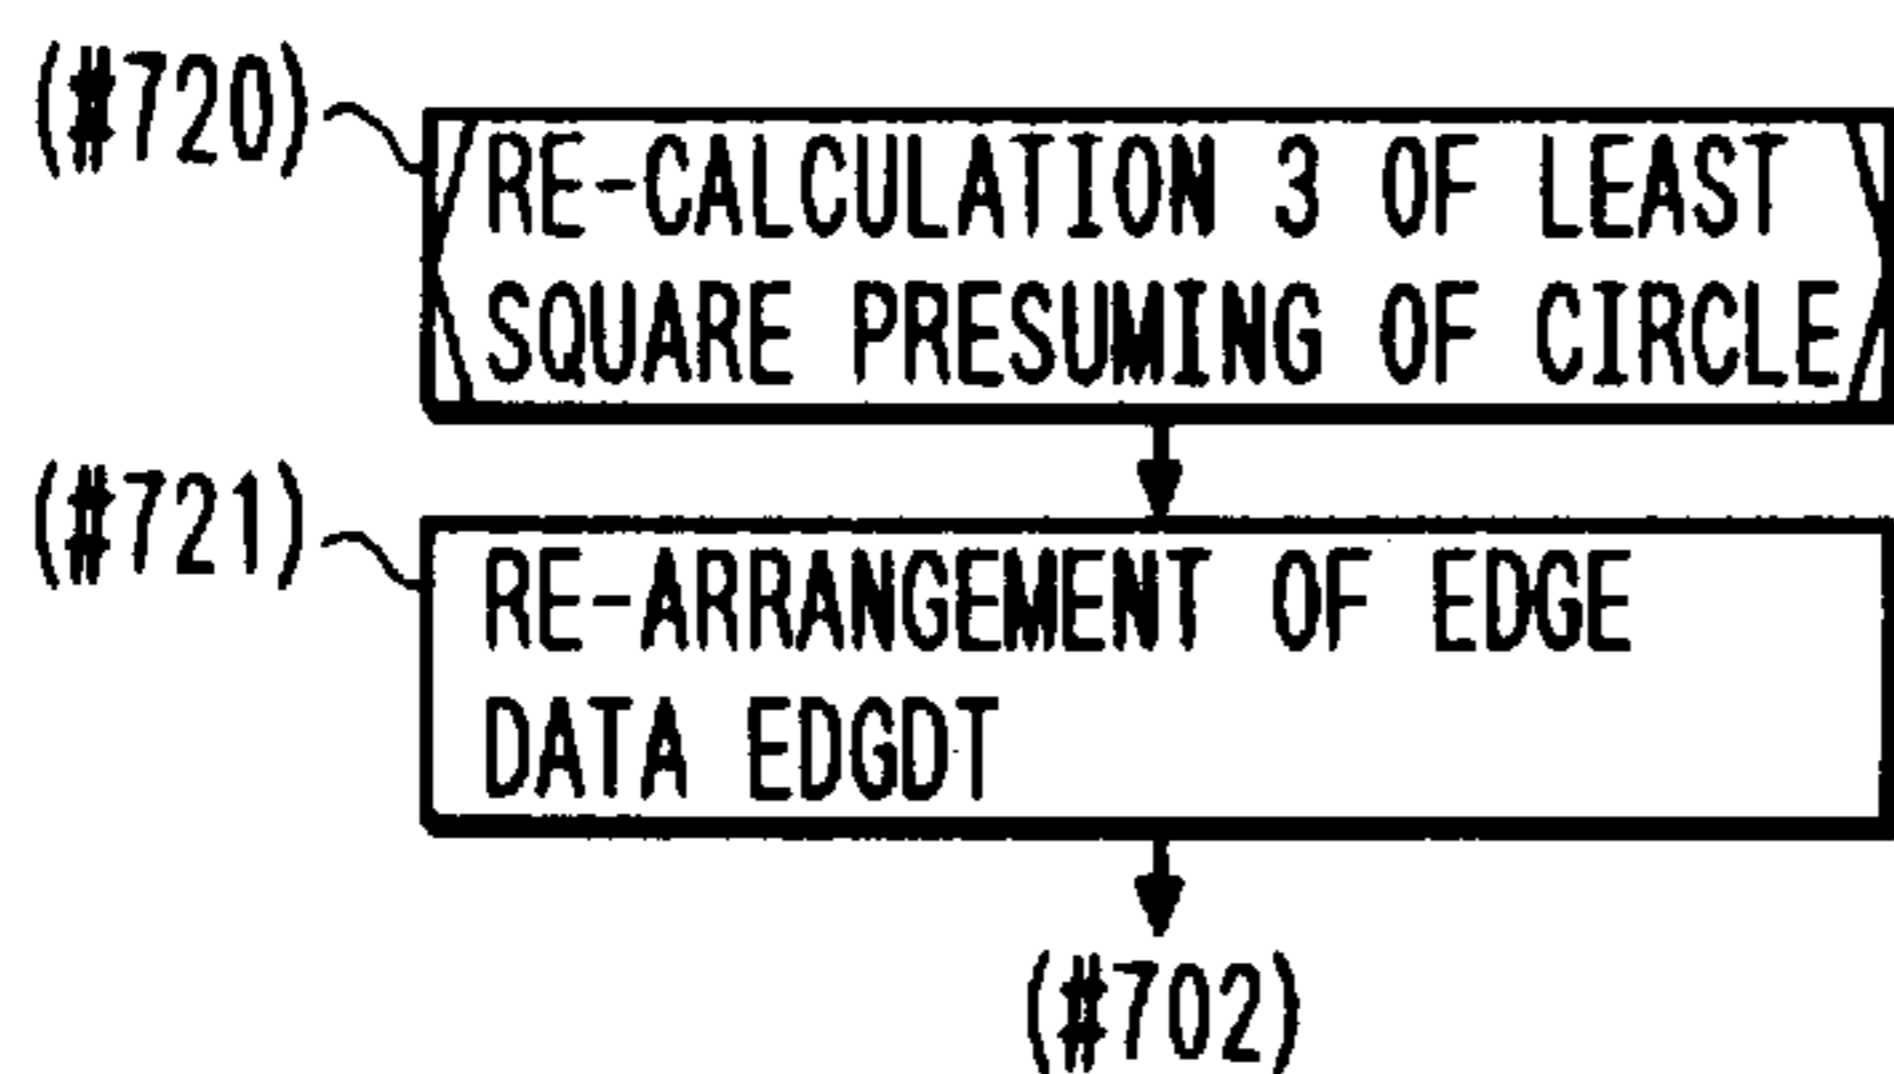 (#720)
RE-CALCULATION 3 OF LEAST
SQUARE PRESUMING OF CIRCLE
(#721)
RE-ARRANGEMENT OF EDGE
DATA EDGDT
(#702)